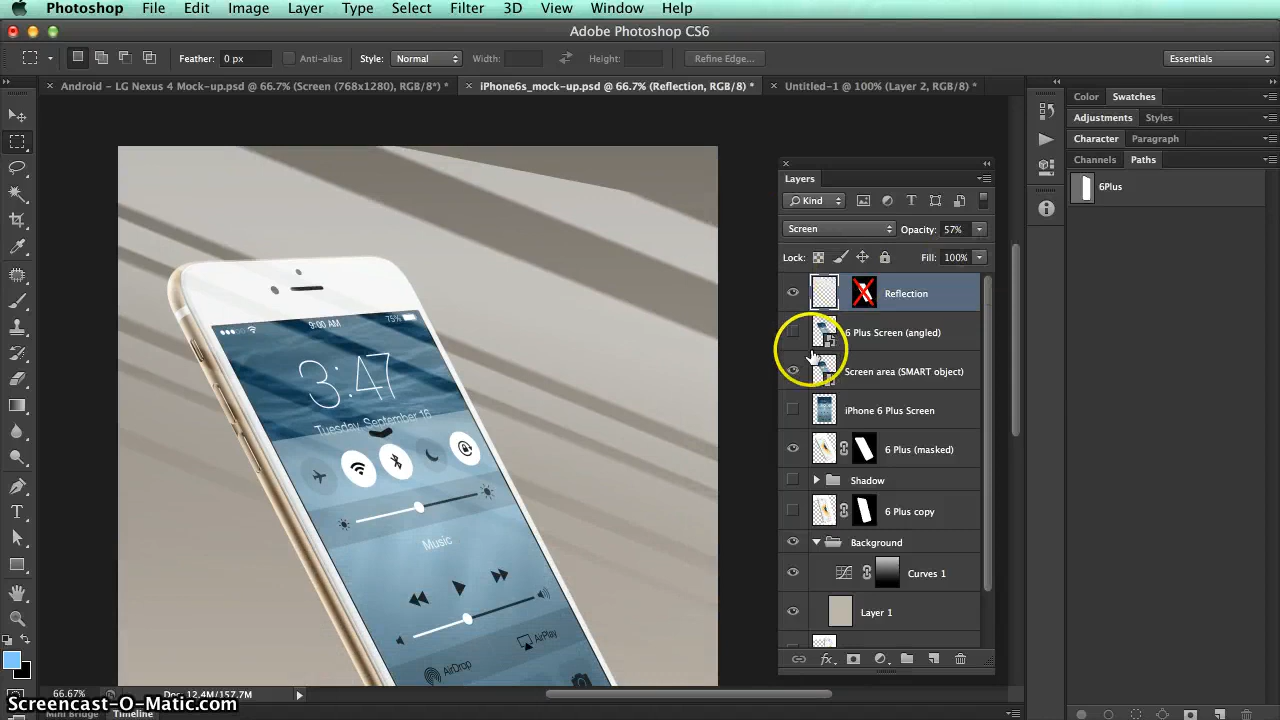 Photoshop File Edit Image Layer Type Select Filter 3D View Window Help
Adobe Photoshop CS6
Feather: 0 px Anti-alias Style: Normal Width: Height: Refine Edge... Essentials
Android - LG Nexus 4 Mock-up.psd @ 66.7% (Screen (768x1280), RGB/8*) * iPhone6s_mock-up.psd @ 66.7% (Reflection, RGB/8) * Untitled-1 @ 100% (Layer 2, RGB/8) *
Color Swatches
Adjustments Styles
Character Paragraph
Channels Paths
6Plus
Layers
Kind
Screen Opacity: 57%
Lock: Fill: 100%
Reflection
6 Plus Screen (angled)
Screen area (SMART object)
iPhone 6 Plus Screen
6 Plus (masked)
Shadow
6 Plus copy
Background
Curves 1
Layer 1
9:00 AM 75%
3:47
Tuesday, September 16
Music
AirPlay
AirDrop
66.67% Doc: 12.4M/157.7M
Mini Bridge Timeline
Screencast-O-Matic.com